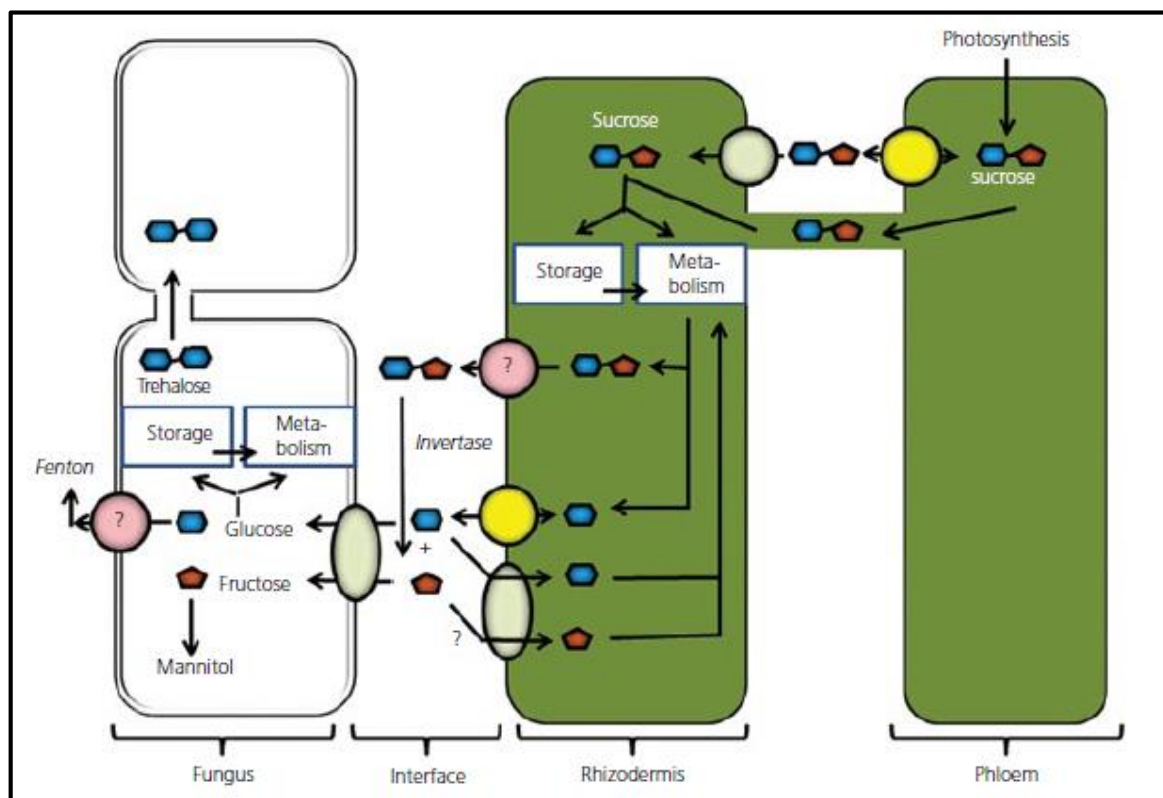 Photosynthesis
Sucrose
sucrose
Storage
Meta-
bolism
?
Trehalose
Storage
Meta-
bolism
Invertase
Fenton
?
Glucose
+
Fructose
?
Mannitol
Fungus
Interface
Rhizodermis
Phloem